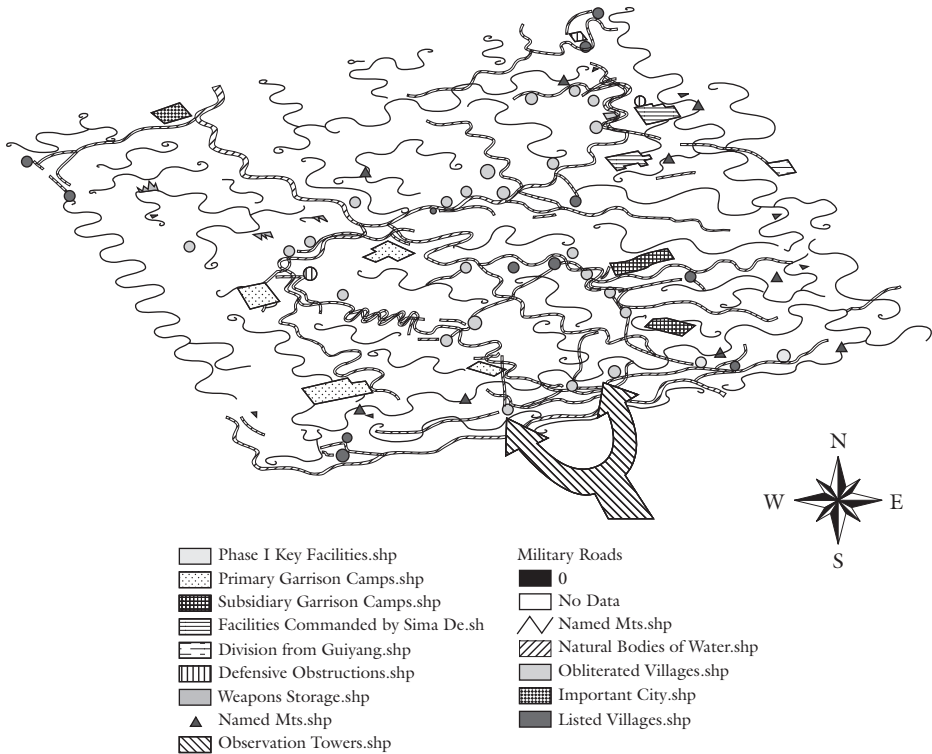 N
W E
S
Phase I Key Facilities.shp
Primary Garrison Camps.shp
Subsidiary Garrison Camps.shp
Facilities Commanded by Sima De.sh
Division from Guiyang.shp
Defensive Obstructions.shp
Weapons Storage.shp
Named Mts.shp
Observation Towers.shp
Military Roads
0
No Data
Named Mts.shp
Natural Bodies of Water.shp
Obliterated Villages.shp
Important City.shp
Listed Villages.shp